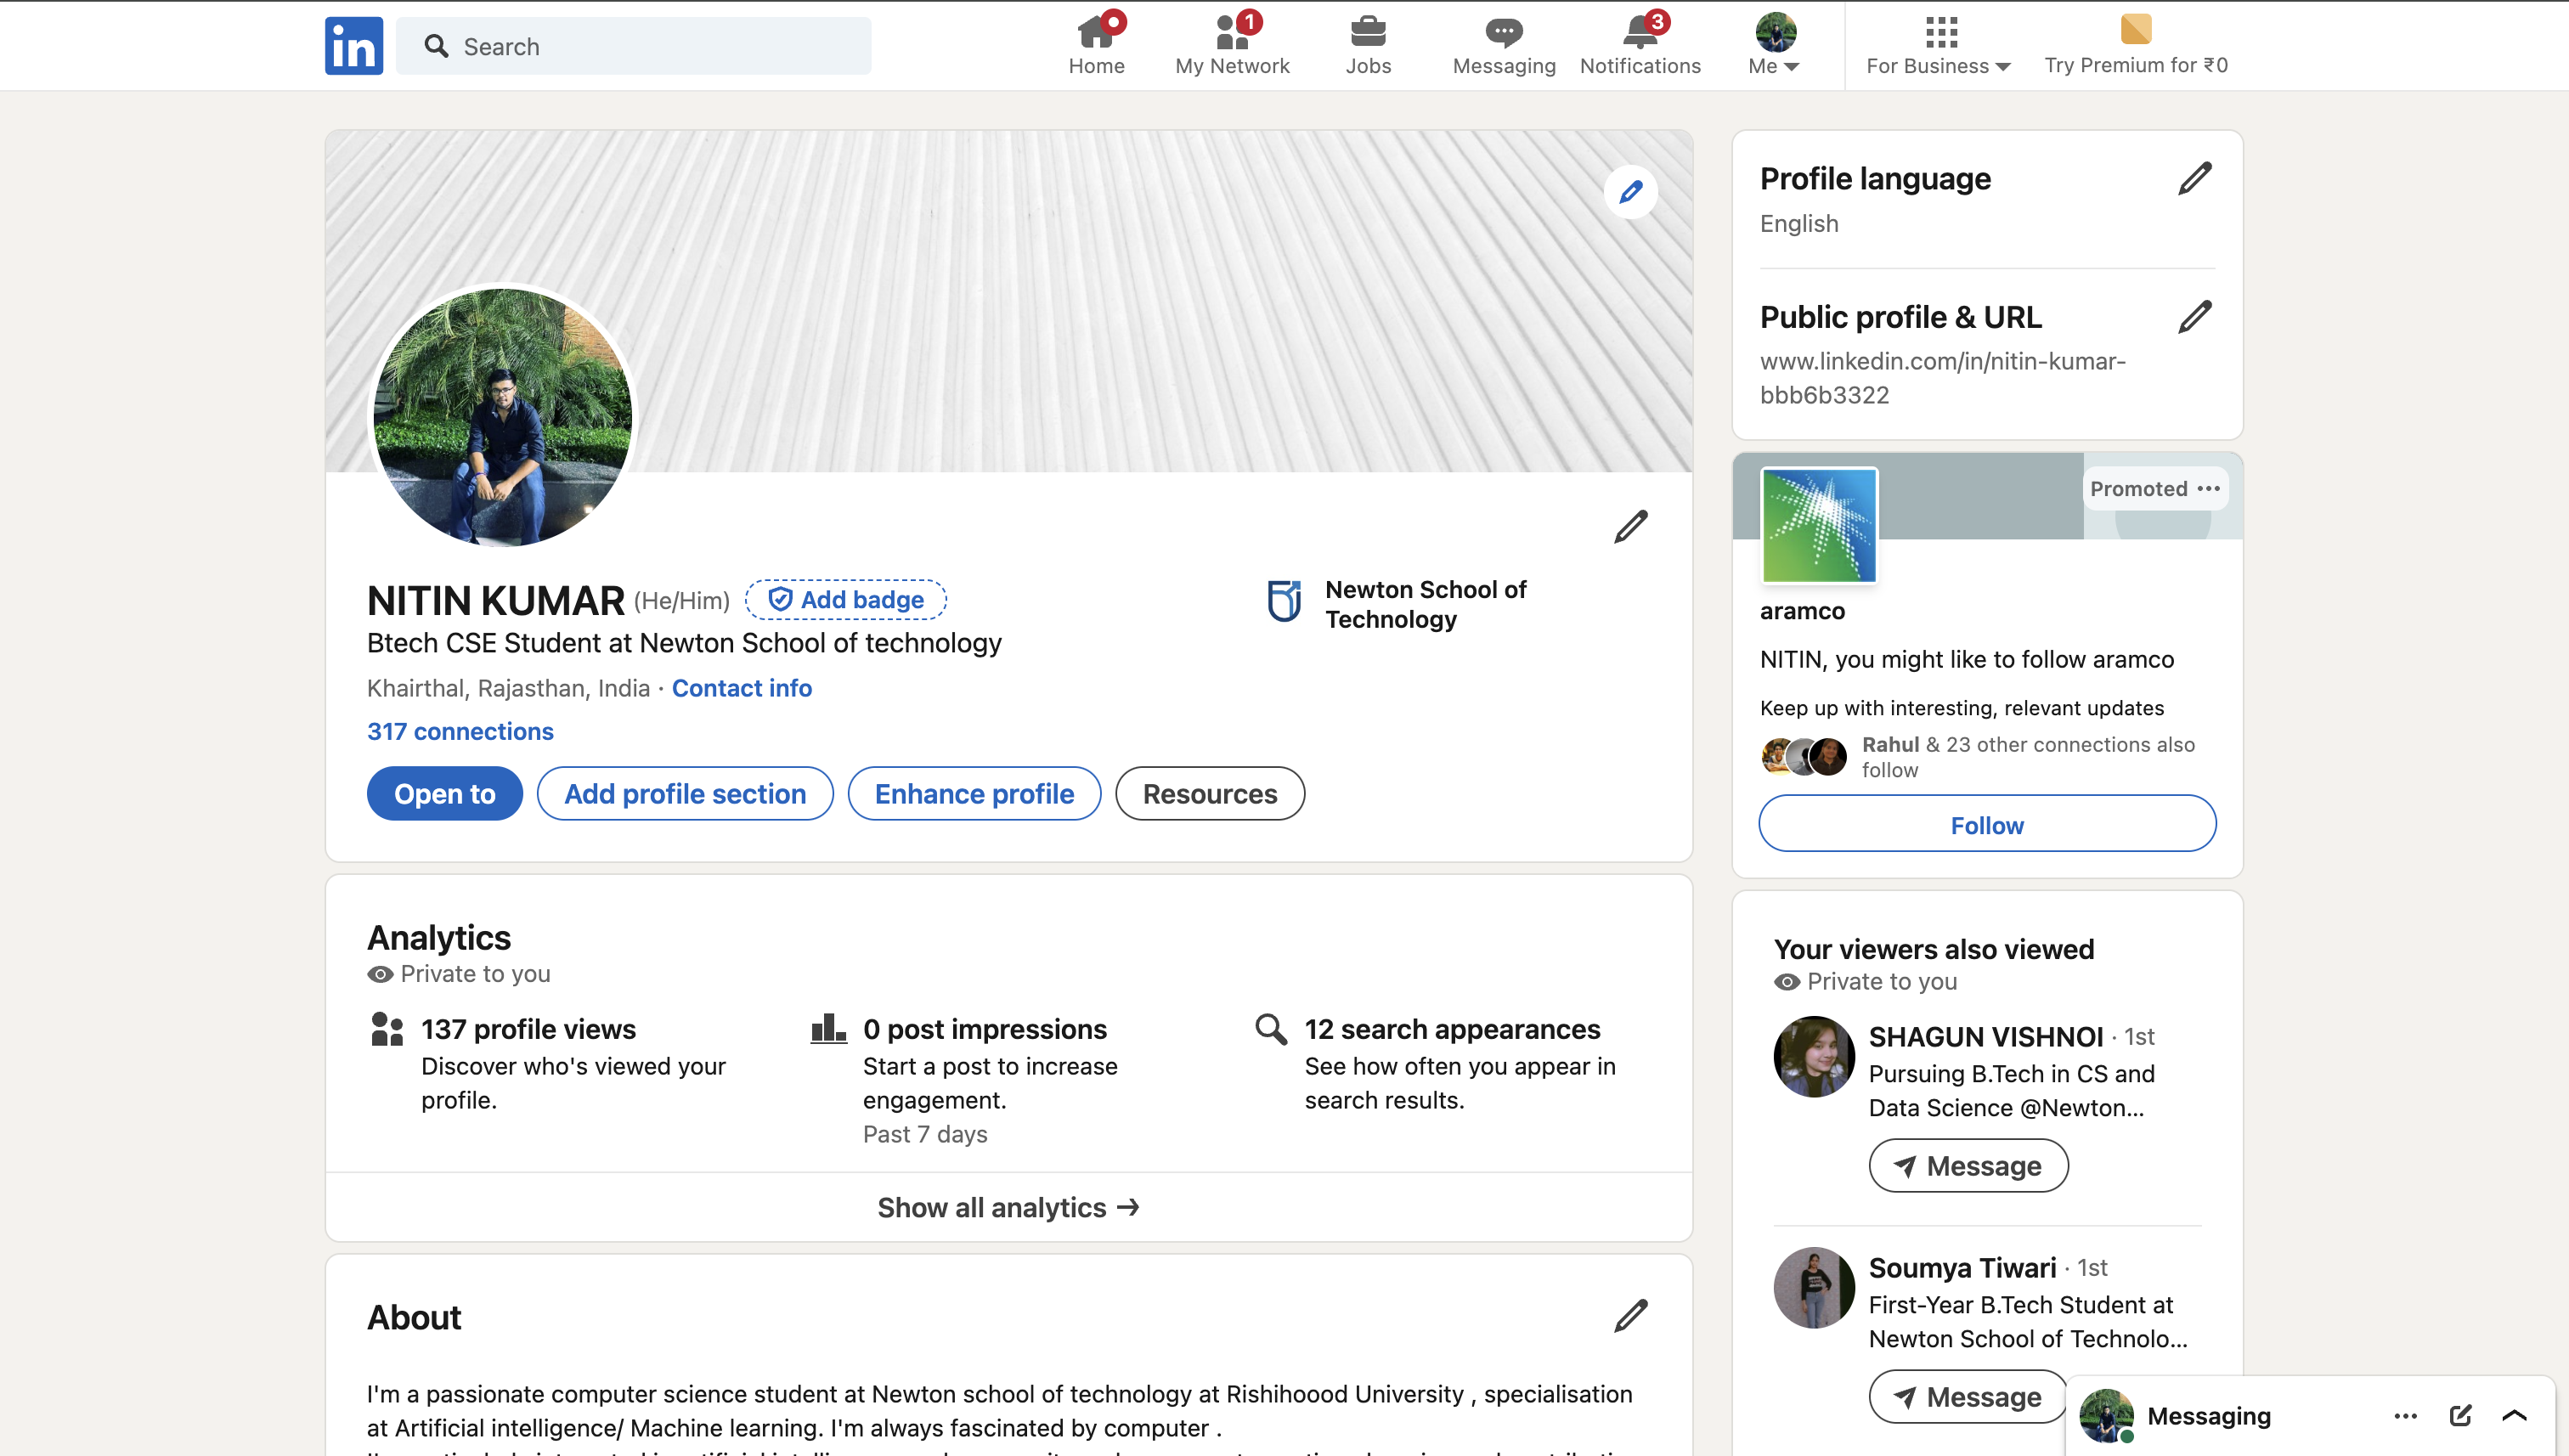 in
Search
Home
1
My Network
Jobs
Messaging
3
Notifications
Me
For Business
Try Premium for ₹0
NITIN KUMAR (He/Him) Add badge
Btech CSE Student at Newton School of technology
Khairthal, Rajasthan, India · Contact info
317 connections
Open to
Add profile section
Enhance profile
Resources
Newton School of
Technology
Analytics
Private to you
137 profile views
Discover who's viewed your
profile.
0 post impressions
Start a post to increase
engagement.
Past 7 days
12 search appearances
See how often you appear in
search results.
Show all analytics →
About
I'm a passionate computer science student at Newton school of technology at Rishihoood University , specialisation
at Artificial intelligence/ Machine learning. I'm always fascinated by computer .
Profile language
English
Public profile & URL
www.linkedin.com/in/nitin-kumar-
bbb6b3322
Promoted ...
aramco
NITIN, you might like to follow aramco
Keep up with interesting, relevant updates
Rahul & 23 other connections also
follow
Follow
Your viewers also viewed
Private to you
SHAGUN VISHNOI · 1st
Pursuing B.Tech in CS and
Data Science @Newton...
Message
Soumya Tiwari · 1st
First-Year B.Tech Student at
Newton School of Technolo...
Message
Messaging